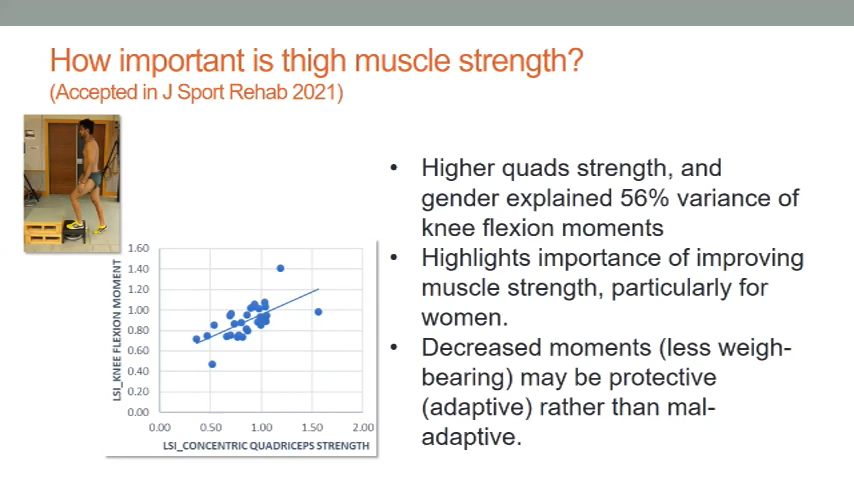 How important is thigh muscle strength?
(Accepted in J Sport Rehab 2021)
• Higher quads strength, and
gender explained 56% variance of
knee flexion moments
• Highlights importance of improving
muscle strength, particularly for
women.
• Decreased moments (less weigh-
bearing) may be protective
(adaptive) rather than mal-
adaptive.
LSI_KNEE FLEXION MOMENT
1.60
1.40
1.20
1.00
0.80
0.60
0.40
0.20
0.00
0.00 0.50 1.00 1.50 2.00
LSI_CONCENTRIC QUADRICEPS STRENGTH